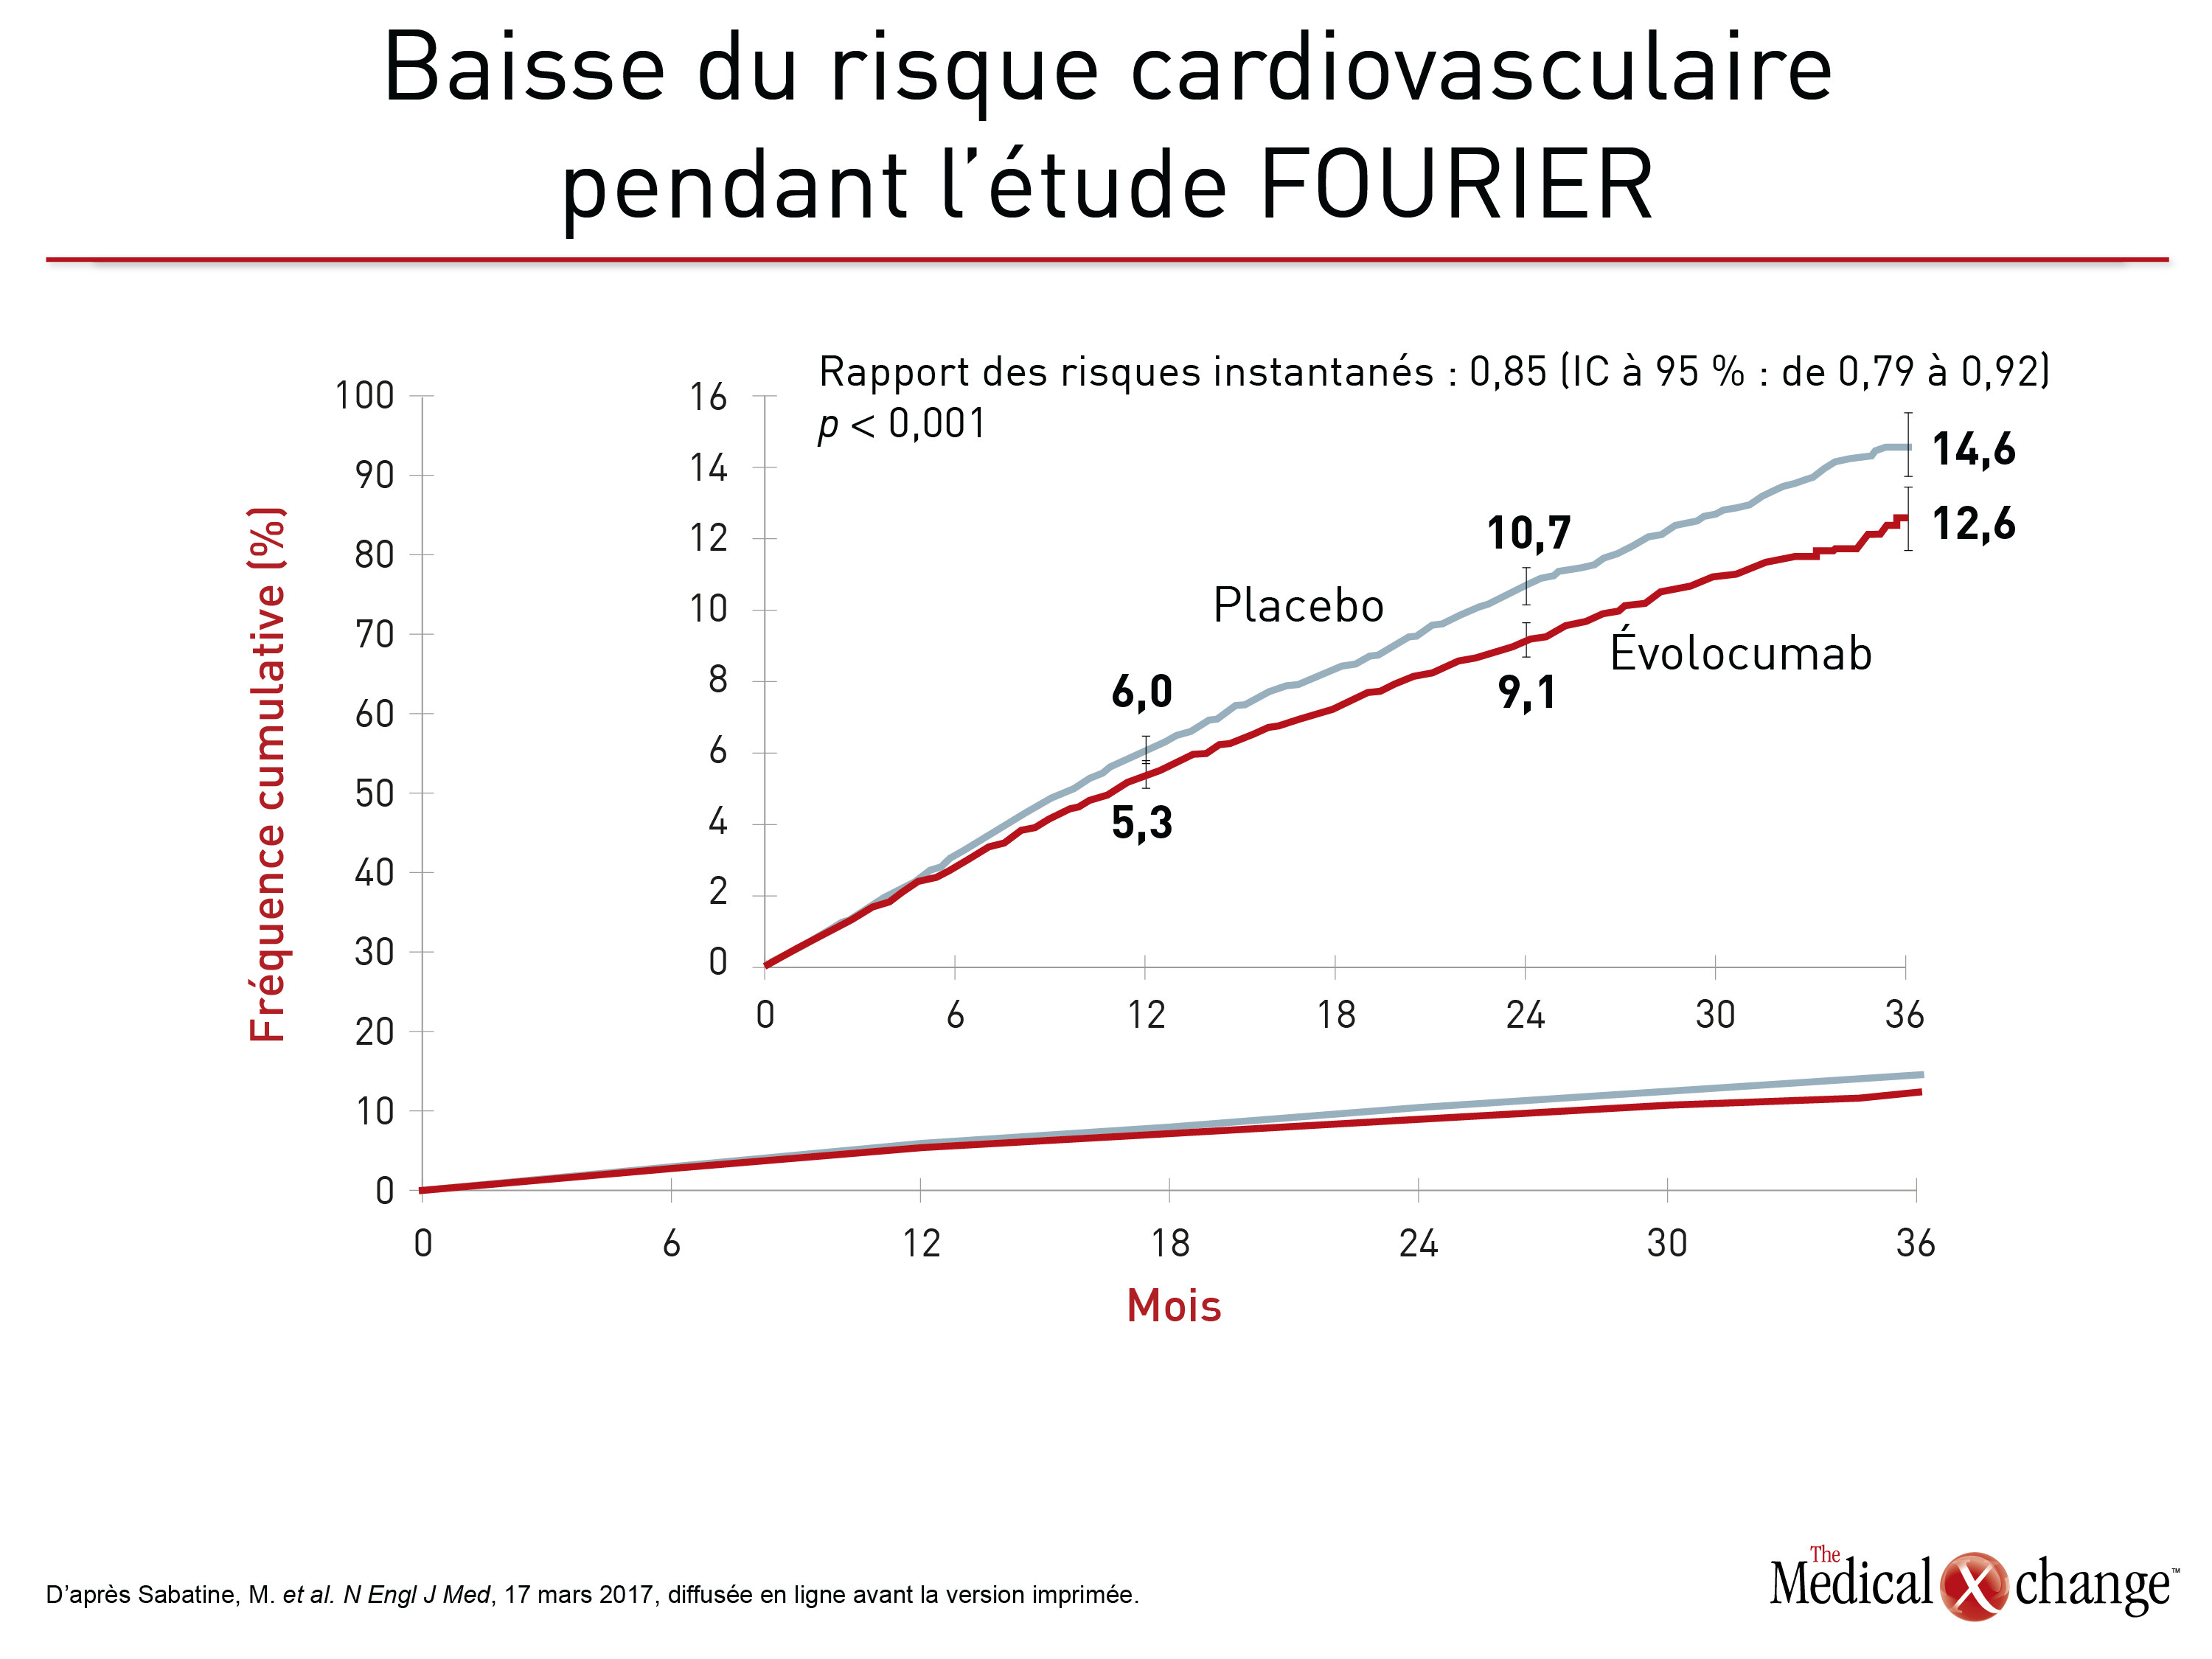 Baisse du risque cardiovasculaire
pendant l’étude FOURIER
Rapport des risques instantanés : 0,85 (IC à 95 % : de 0,79 à 0,92)
p < 0,001
Fréquence cumulative (%)
100
90
80
70
60
50
40
30
20
10
0
16
14
12
10
8
6
4
2
0
14,6
12,6
10,7
Placebo
Évolocumab
6,0
9,1
5,3
0 6 12 18 24 30 36
0 6 12 18 24 30 36
Mois
D’après Sabatine, M. et al. N Engl J Med, 17 mars 2017, diffusée en ligne avant la version imprimée.
The
Medical X change™